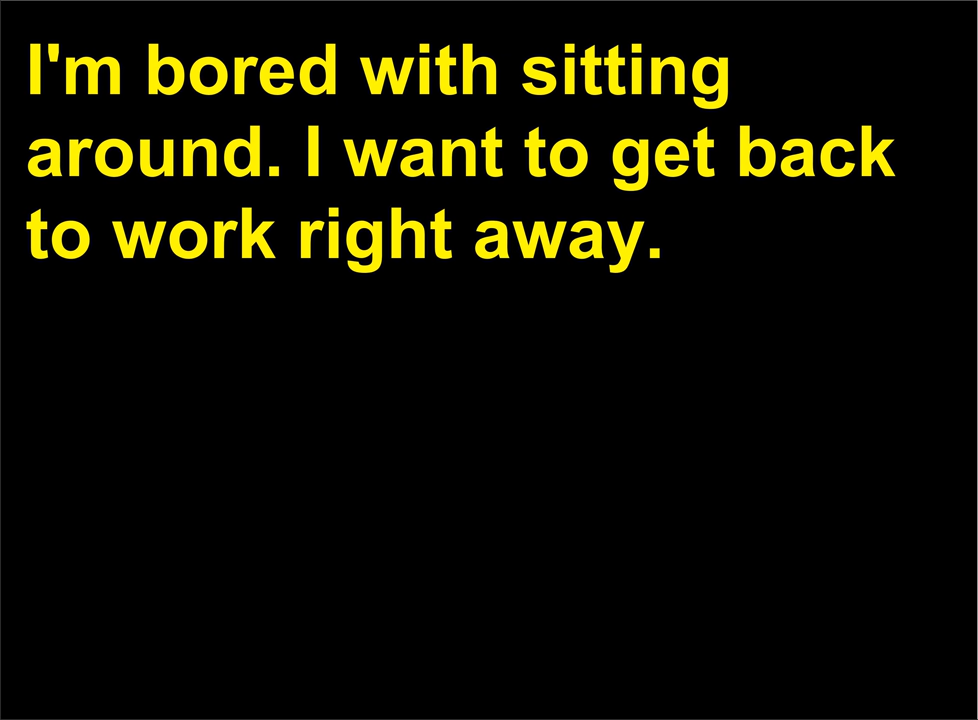 I'm bored with sitting
around. I want to get back
to work right away.